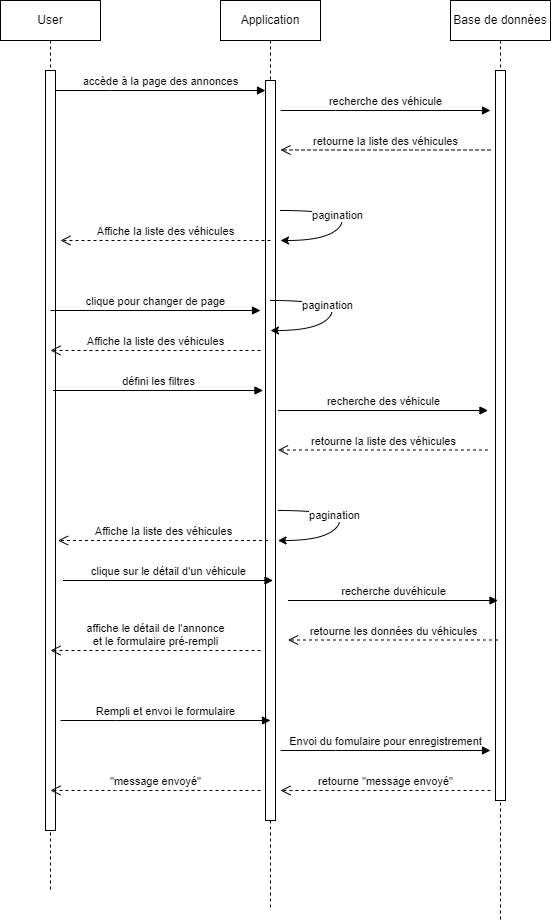 User
Application
Base de données
accède à la page des annonces
recherche des véhicule
retourne la liste des véhicules
pagination
Affiche la liste des véhicules
clique pour changer de page
pagination
Affiche la liste des véhicules
défini les filtres
recherche des véhicule
retourne la liste des véhicules
pagination
Affiche la liste des véhicules
clique sur le détail d'un véhicule
recherche duvéhicule
affiche le détail de l'annonce
et le formulaire pré-rempli
retourne les données du véhicules
Rempli et envoi le formulaire
Envoi du fomulaire pour enregistrement
"message envoyé"
retourne "message envoyé"